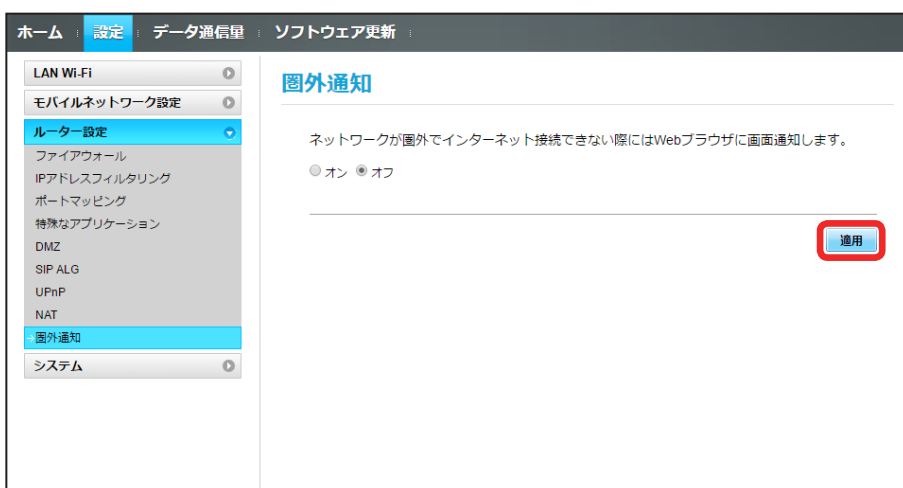 ホーム 設定 データ通信量 ソフトウェア更新
LAN Wi-Fi
モバイルネットワーク設定
ルーター設定
ファイアウォール
IPアドレスフィルタリング
ポートマッピング
特殊なアプリケーション
DMZ
SIP ALG
UPnP
NAT
圏外通知
システム
圏外通知
ネットワークが圏外でインターネット接続できない際にはWebブラウザに画面通知します。
オン オフ
適用